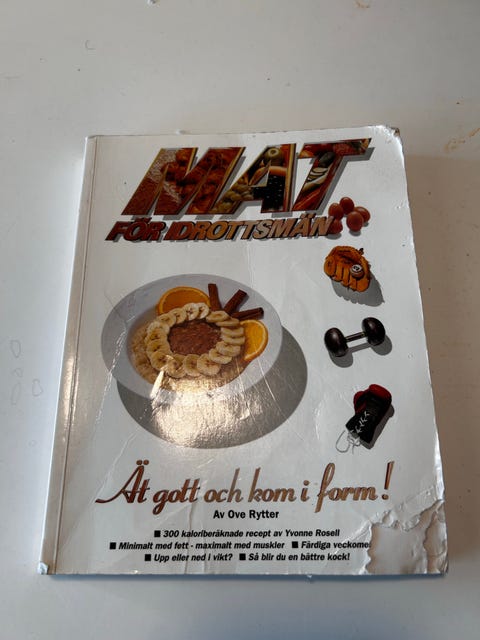 MAT
FÖR IDROTTSMÄN
Ät gott och kom i form!
Av Ove Rytter
■ 300 kaloriberäknade recept av Yvonne Rosell
■ Minimalt med fett - maximalt med muskler ■ Färdiga veckome
■ Upp eller ned i vikt? ■ Så blir du en bättre kock!